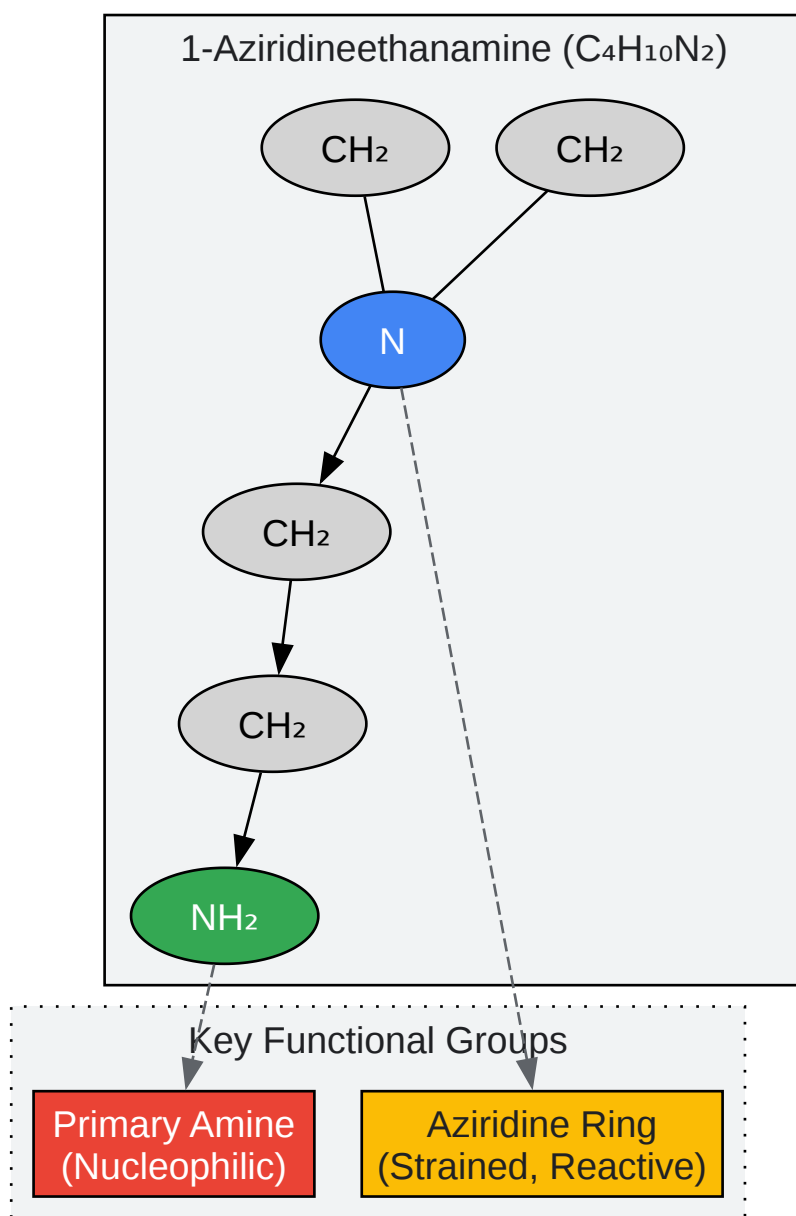 1-Aziridineethanamine (C₄H₁₀N₂)
CH₂ CH₂
N
CH₂
CH₂
NH₂
Key Functional Groups
Primary Amine
(Nucleophilic)
Aziridine Ring
(Strained, Reactive)